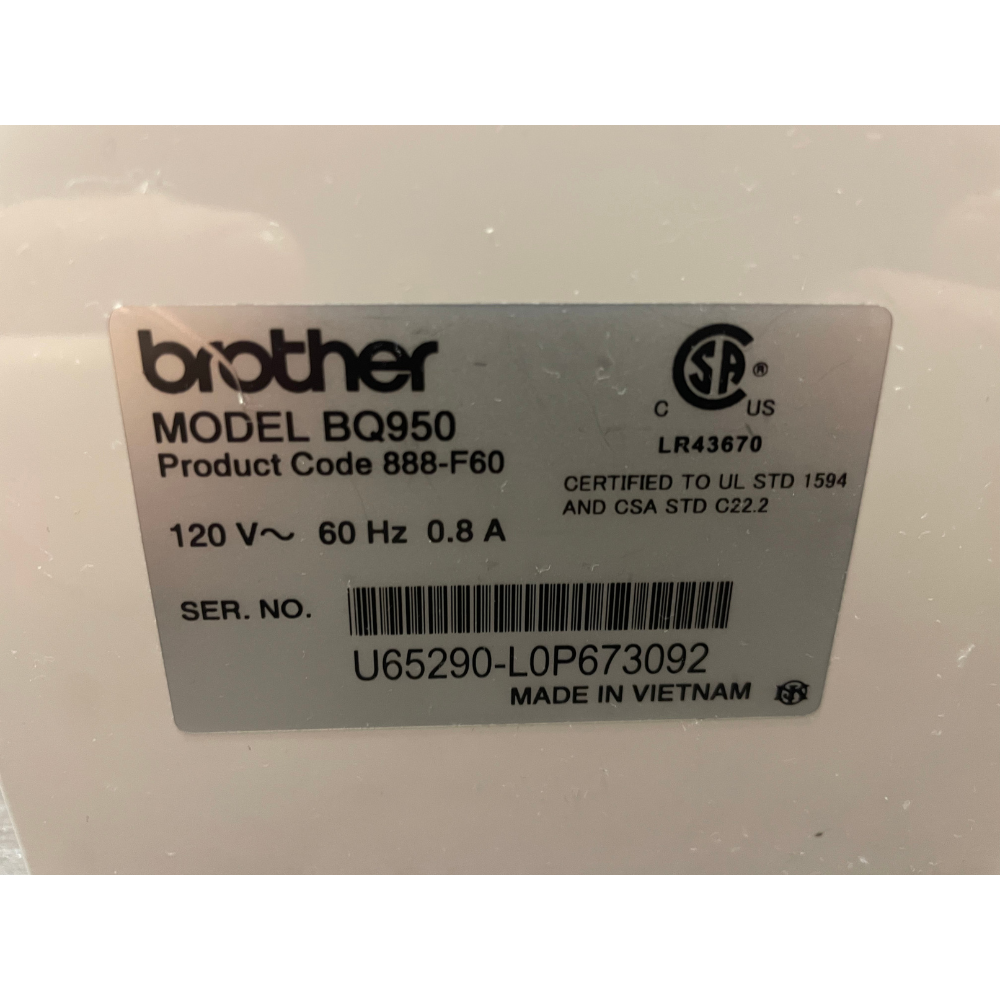 brother
MODEL BQ950
Product Code 888-F60
120 V~ 60 Hz 0.8 A
SER. NO.
U65290-L0P673092
MADE IN VIETNAM
SA ®
C US
LR43670
CERTIFIED TO UL STD 1594
AND CSA STD C22.2